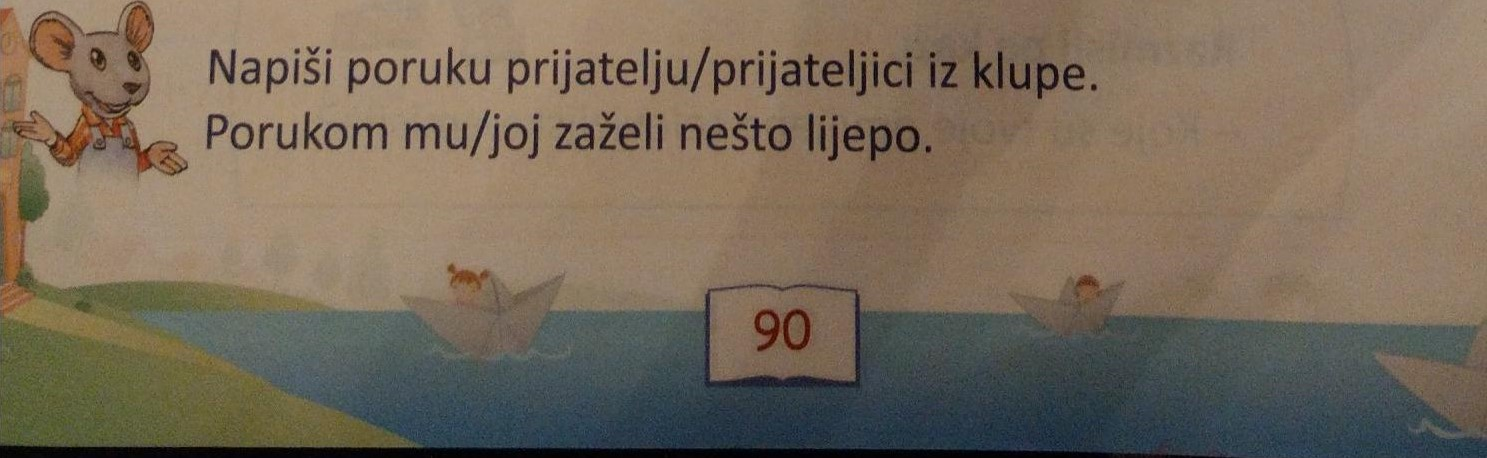 Napiši poruku prijatelju/prijateljici iz klupe.
Porukom mu/joj zaželi nešto lijepo.
90